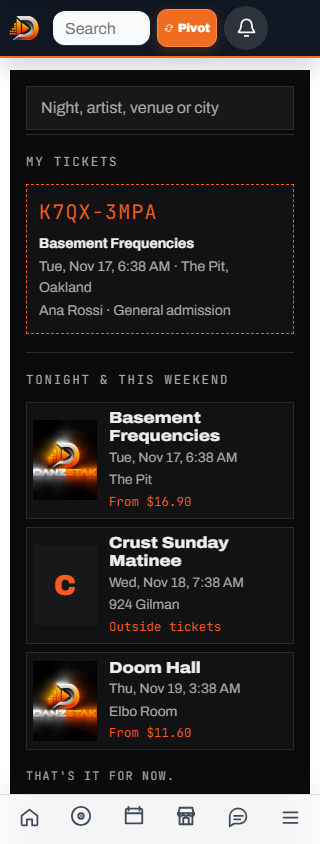 Search
Pivot
Night, artist, venue or city
MY TICKETS
K7QX-3MPA
Basement Frequencies
Tue, Nov 17, 6:38 AM · The Pit,
Oakland
Ana Rossi · General admission
TONIGHT & THIS WEEKEND
DANZSTAK
Basement
Frequencies
Tue, Nov 17, 6:38 AM
The Pit
From $16.90
C
Crust Sunday
Matinee
Wed, Nov 18, 7:38 AM
924 Gilman
Outside tickets
DANZSTAK
Doom Hall
Thu, Nov 19, 3:38 AM
Elbo Room
From $11.60
THAT'S IT FOR NOW.